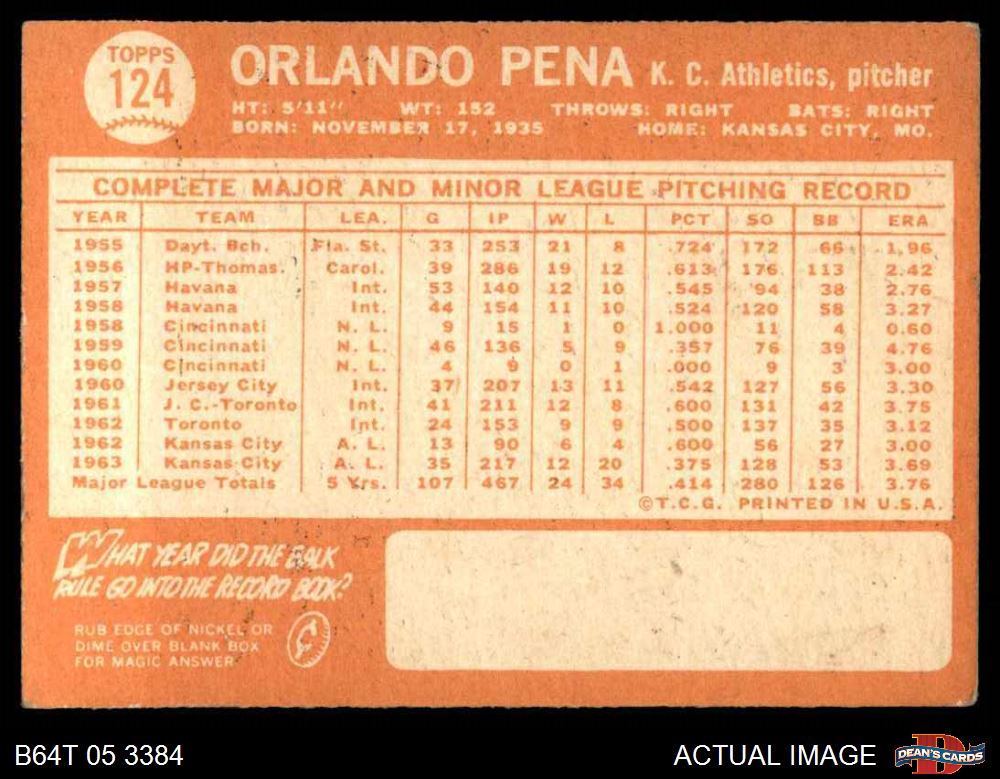 TOPPS
124
ORLANDO PENA K. C. Athletics, pitcher
HT: 5'11" WT: 152 THROWS: RIGHT BATS: RIGHT
BORN: NOVEMBER 17, 1935 HOME: KANSAS CITY, MO.
COMPLETE MAJOR AND MINOR LEAGUE PITCHING RECORD
YEAR TEAM LEA. G IP W L PCT SO BB ERA
1955 Dayt. Bch. Fla. St. 33 253 21 8 .724 172 66 1.96
1956 HP-Thomas. Carol. 39 286 19 12 .613 176 113 2.42
1957 Havana Int. 53 140 12 10 .545 94 38 2.76
1958 Havana Int. 44 154 11 10 .524 120 58 3.27
1958 Cincinnati N. L. 9 15 1 0 1.000 11 4 0.60
1959 Cincinnati N. L. 46 136 5 9 .357 76 39 4.76
1960 Cincinnati N. L. 4 9 0 1 .000 9 3 3.00
1960 Jersey City Int. 37 207 13 11 .542 127 56 3.30
1961 J. C.-Toronto Int. 41 211 12 8 .600 131 42 3.75
1962 Toronto Int. 24 153 9 9 .500 137 35 3.12
1962 Kansas City A. L. 13 90 6 4 .600 56 27 3.00
1963 Kansas City A. L. 35 217 12 20 .375 128 53 3.69
Major League Totals 5 Yrs. 107 467 24 34 .414 280 126 3.76
©T.C.G. PRINTED IN U.S.A.
WHAT YEAR DID THE BALK
RULE GO INTO THE RECORD BOOK?
RUB EDGE OF NICKEL OR
DIME OVER BLANK BOX
FOR MAGIC ANSWER
B64T 05 3384 ACTUAL IMAGE DEAN'S CARDS